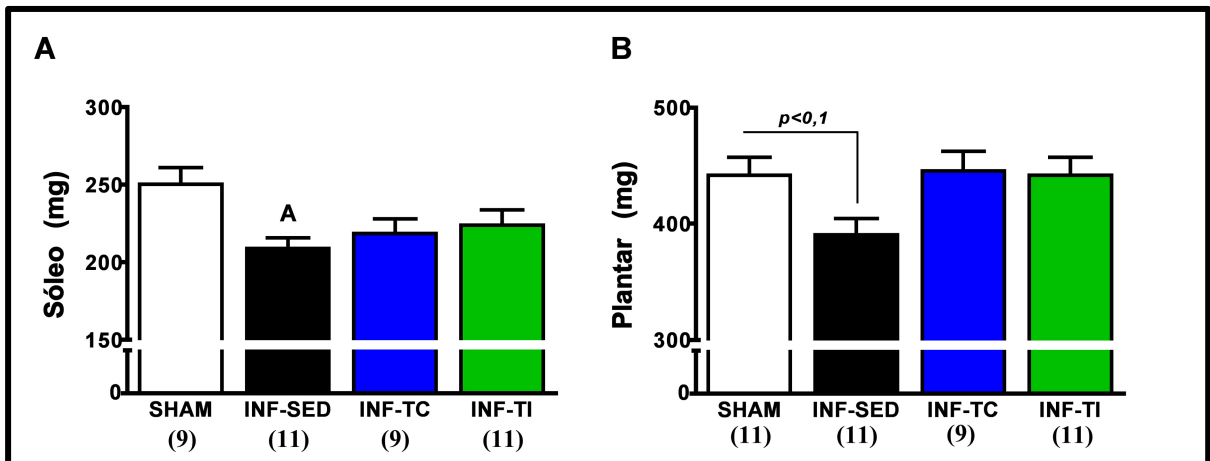 A
Sóleo (mg)
300
250
200
150
0
A
SHAM INF-SED INF-TC INF-TI
(9) (11) (9) (11)
B
Plantar (mg)
500
400
300
0
p<0,1
SHAM INF-SED INF-TC INF-TI
(11) (11) (9) (11)